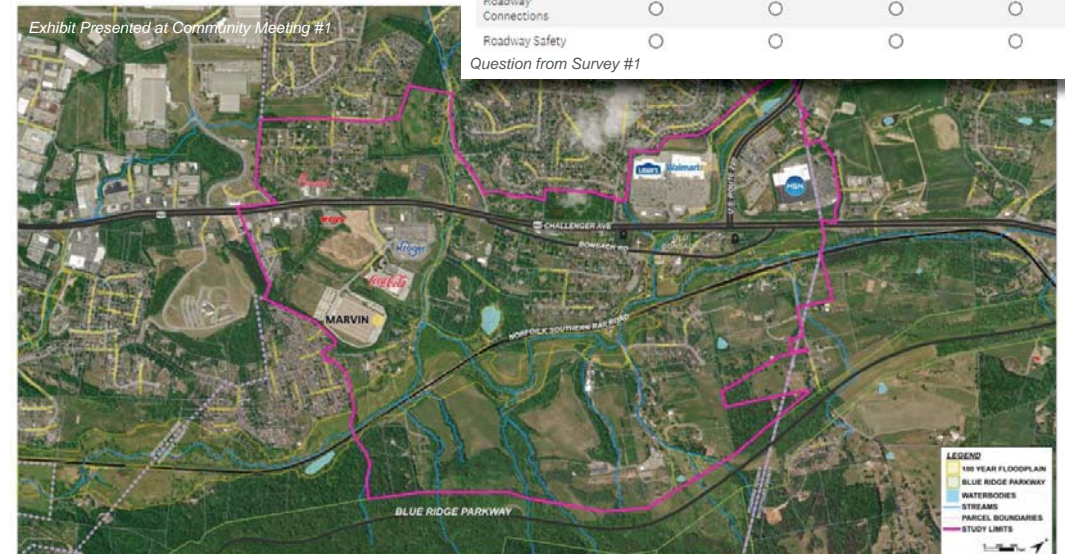 Exhibit Presented at Community Meeting #1
Roadway
Connections
Roadway Safety
Question from Survey #1
LOWE'S
Walmart
HSN
CHALLENGER AVE
BONSACK RD
BONSACK
Kroger
Coca-Cola
MARVIN
NORFOLK SOUTHERN RAILROAD
BLUE RIDGE PARKWAY
LEGEND
100 YEAR FLOODPLAIN
BLUE RIDGE PARKWAY
WATERBODIES
STREAMS
PARCEL BOUNDARIES
STUDY LIMITS